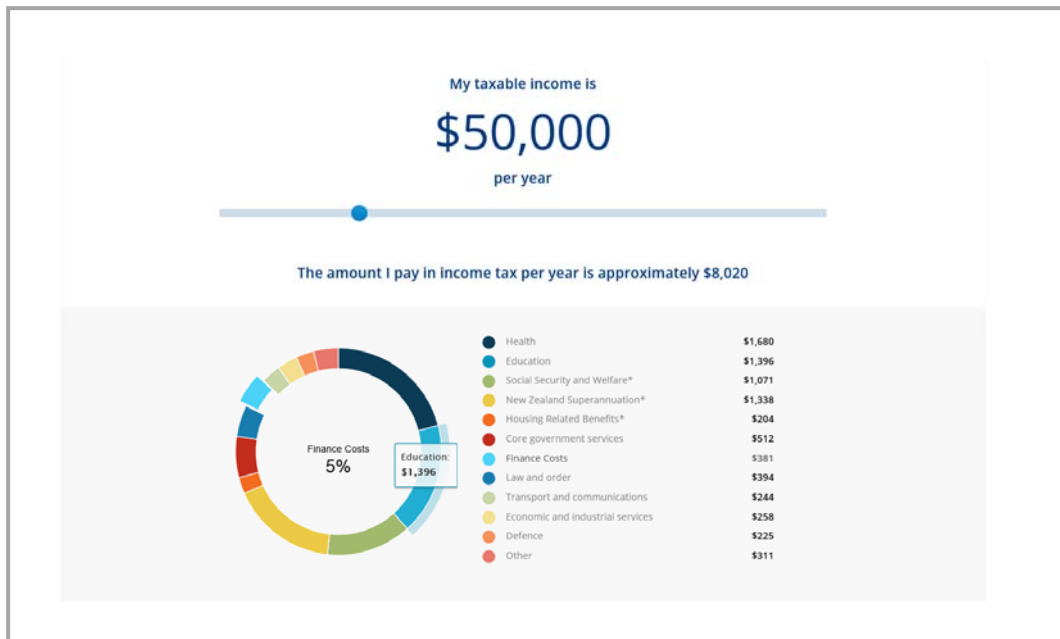 My taxable income is
$50,000
per year
The amount I pay in income tax per year is approximately $8,020
Finance Costs
5%
Education:
$1,396
Health $1,680
Education $1,396
Social Security and Welfare* $1,071
New Zealand Superannuation* $1,338
Housing Related Benefits* $204
Core government services $512
Finance Costs $381
Law and order $394
Transport and communications $244
Economic and industrial services $258
Defence $225
Other $311